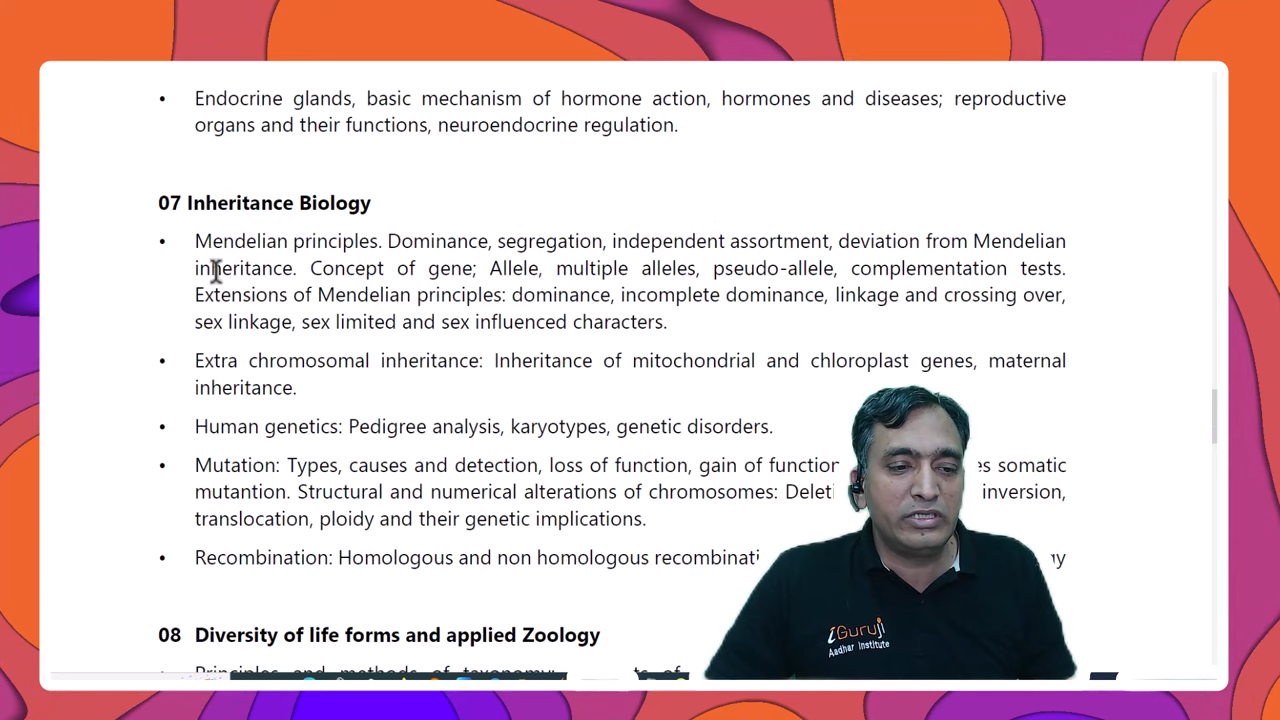 • Endocrine glands, basic mechanism of hormone action, hormones and diseases; reproductive
organs and their functions, neuroendocrine regulation.
07 Inheritance Biology
• Mendelian principles. Dominance, segregation, independent assortment, deviation from Mendelian
inheritance. Concept of gene; Allele, multiple alleles, pseudo-allele, complementation tests.
Extensions of Mendelian principles: dominance, incomplete dominance, linkage and crossing over,
sex linkage, sex limited and sex influenced characters.
• Extra chromosomal inheritance: Inheritance of mitochondrial and chloroplast genes, maternal
inheritance.
• Human genetics: Pedigree analysis, karyotypes, genetic disorders.
• Mutation: Types, causes and detection, loss of function, gain of function somatic
mutantion. Structural and numerical alterations of chromosomes: inversion,
translocation, ploidy and their genetic implications.
• Recombination: Homologous and non homologous
08 Diversity of life forms and applied Zoology
• Principles and methods of taxonomy: of
iGuruji
Aadhar Institute